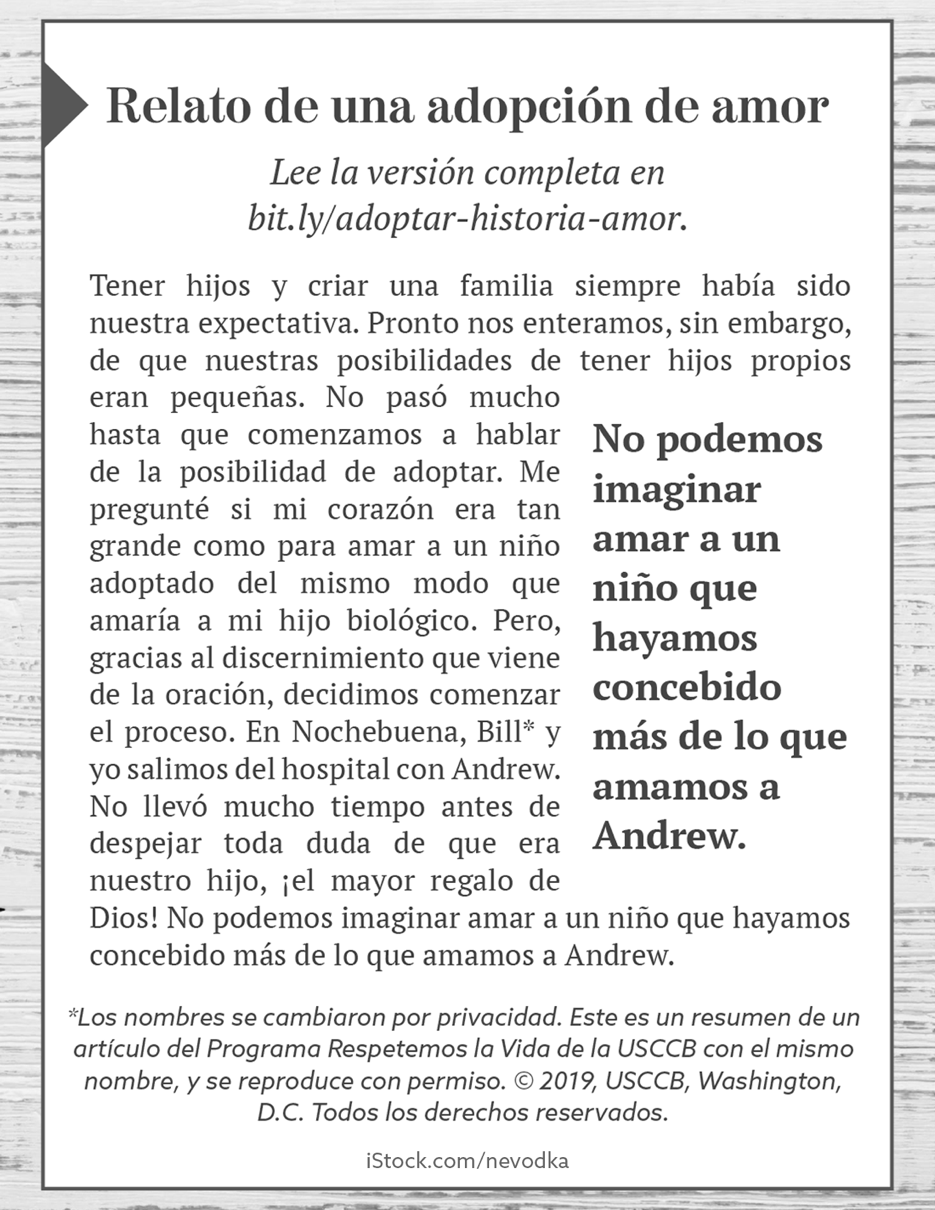 Relato de una adopción de amor
Lee la versión completa en
bit.ly/adoptar-historia-amor.
Tener hijos y criar una familia siempre había sido
nuestra expectativa. Pronto nos enteramos, sin embargo,
de que nuestras posibilidades de tener hijos propios
eran pequeñas. No pasó mucho
hasta que comenzamos a hablar
de la posibilidad de adoptar. Me
pregunté si mi corazón era tan
grande como para amar a un niño
adoptado del mismo modo que
amaría a mi hijo biológico. Pero,
gracias al discernimiento que viene
de la oración, decidimos comenzar
el proceso. En Nochebuena, Bill* y
yo salimos del hospital con Andrew.
No llevó mucho tiempo antes de
despejar toda duda de que era
nuestro hijo, ¡el mayor regalo de
Dios! No podemos imaginar amar a un niño que hayamos
concebido más de lo que amamos a Andrew.
No podemos
imaginar
amar a un
niño que
hayamos
concebido
más de lo que
amamos a
Andrew.
*Los nombres se cambiaron por privacidad. Este es un resumen de un
artículo del Programa Respetemos la Vida de la USCCB con el mismo
nombre, y se reproduce con permiso. © 2019, USCCB, Washington,
D.C. Todos los derechos reservados.
iStock.com/nevodka